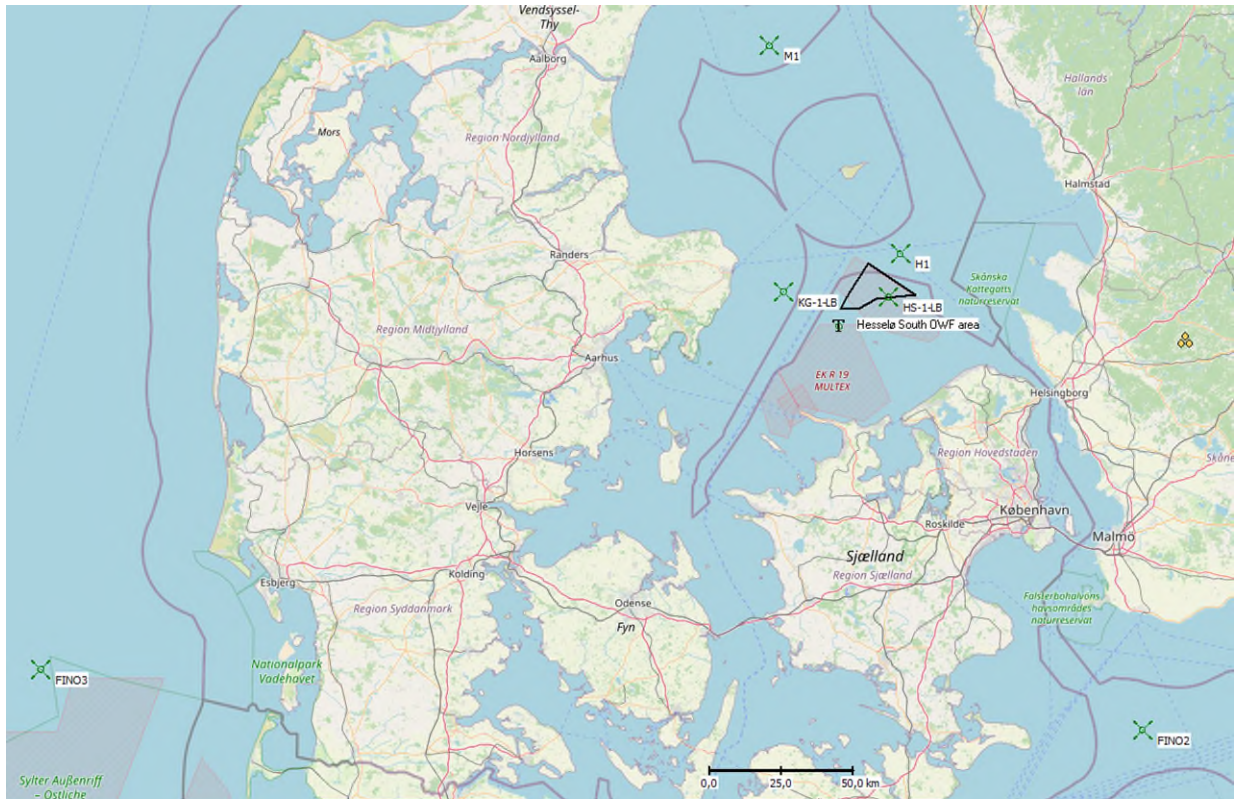 Vendsyssel-
Thy
M1
Aalborg
Hallands
län
Mors
Region Nordjylland
Halmstad
Randers
H1
Skånska
Kattegatts
naturreservat
KG-1-LB
HS-1-LB
T
Hesselø South OWF area
Region Midtjylland
Aarhus
EK R 19
MULTEX
Helsingborg
Horsens
Region Hovedstaden
Skåne
Vejle
København
Roskilde
Malmö
Sjælland
Region Sjælland
Esbjerg
Kolding
Odense
Fyn
Region Syddanmark
Falsterbohalvöns
havsområdes
naturreservat
Nationalpark
Vadehavet
FINO3
FINO2
Sylter Außenriff
– Östliche
0,0
25,0
50,0 km